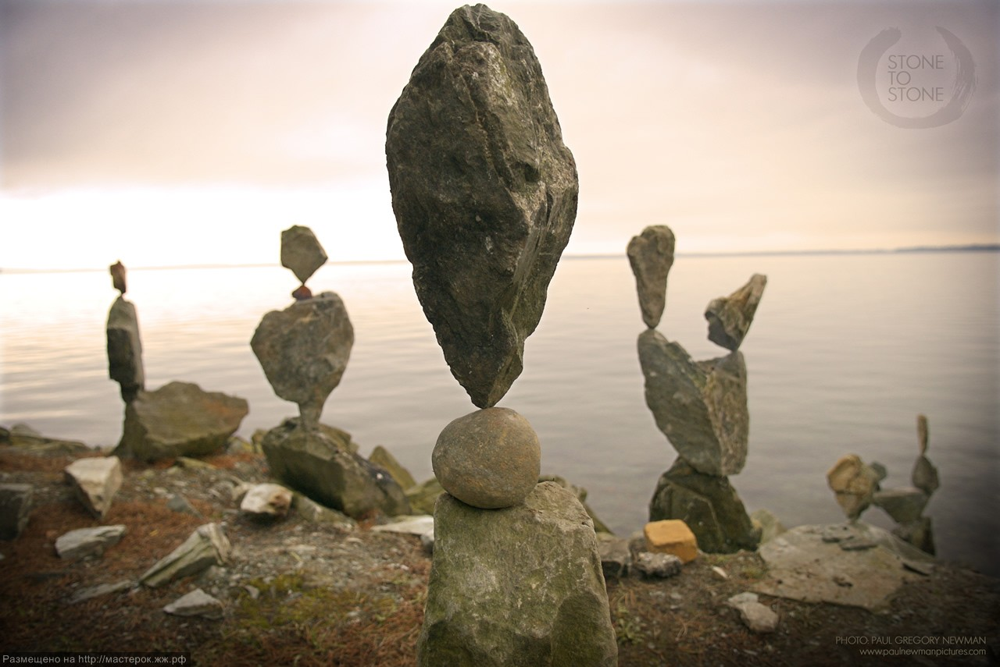 STONE
TO
STONE
PHOTO: PAUL GREGORY NEWMAN
www.paulnewmanpictures.com
Размещено на http://мастерок.жж.рф